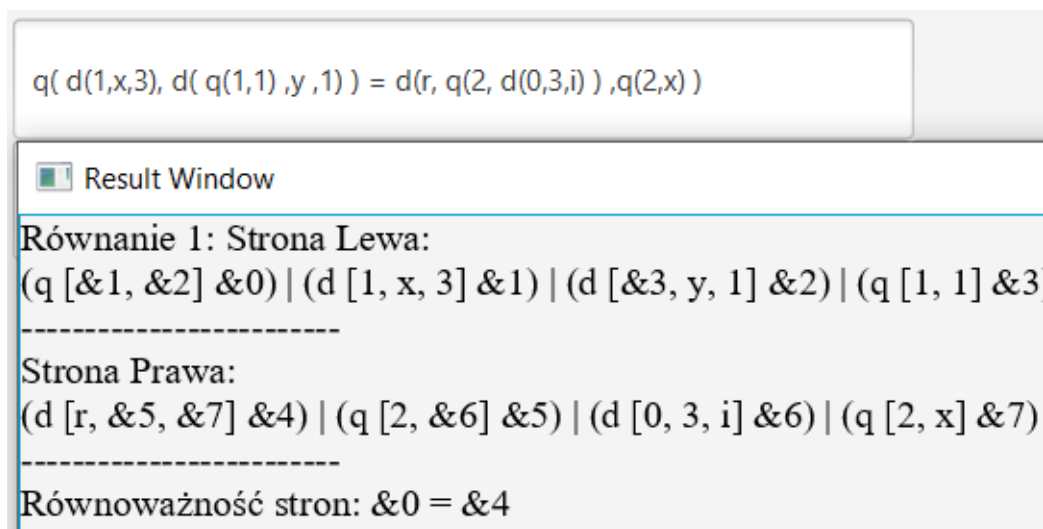 q( d(1,x,3), d( q(1,1) ,y ,1) ) = d(r, q(2, d(0,3,i) ) ,q(2,x) )
Result Window
Równanie 1: Strona Lewa:
(q [&1, &2] &0) | (d [1, x, 3] &1) | (d [&3, y, 1] &2) | (q [1, 1] &3)
-------------------------
Strona Prawa:
(d [r, &5, &7] &4) | (q [2, &6] &5) | (d [0, 3, i] &6) | (q [2, x] &7)
-------------------------
Równoważność stron: &0 = &4